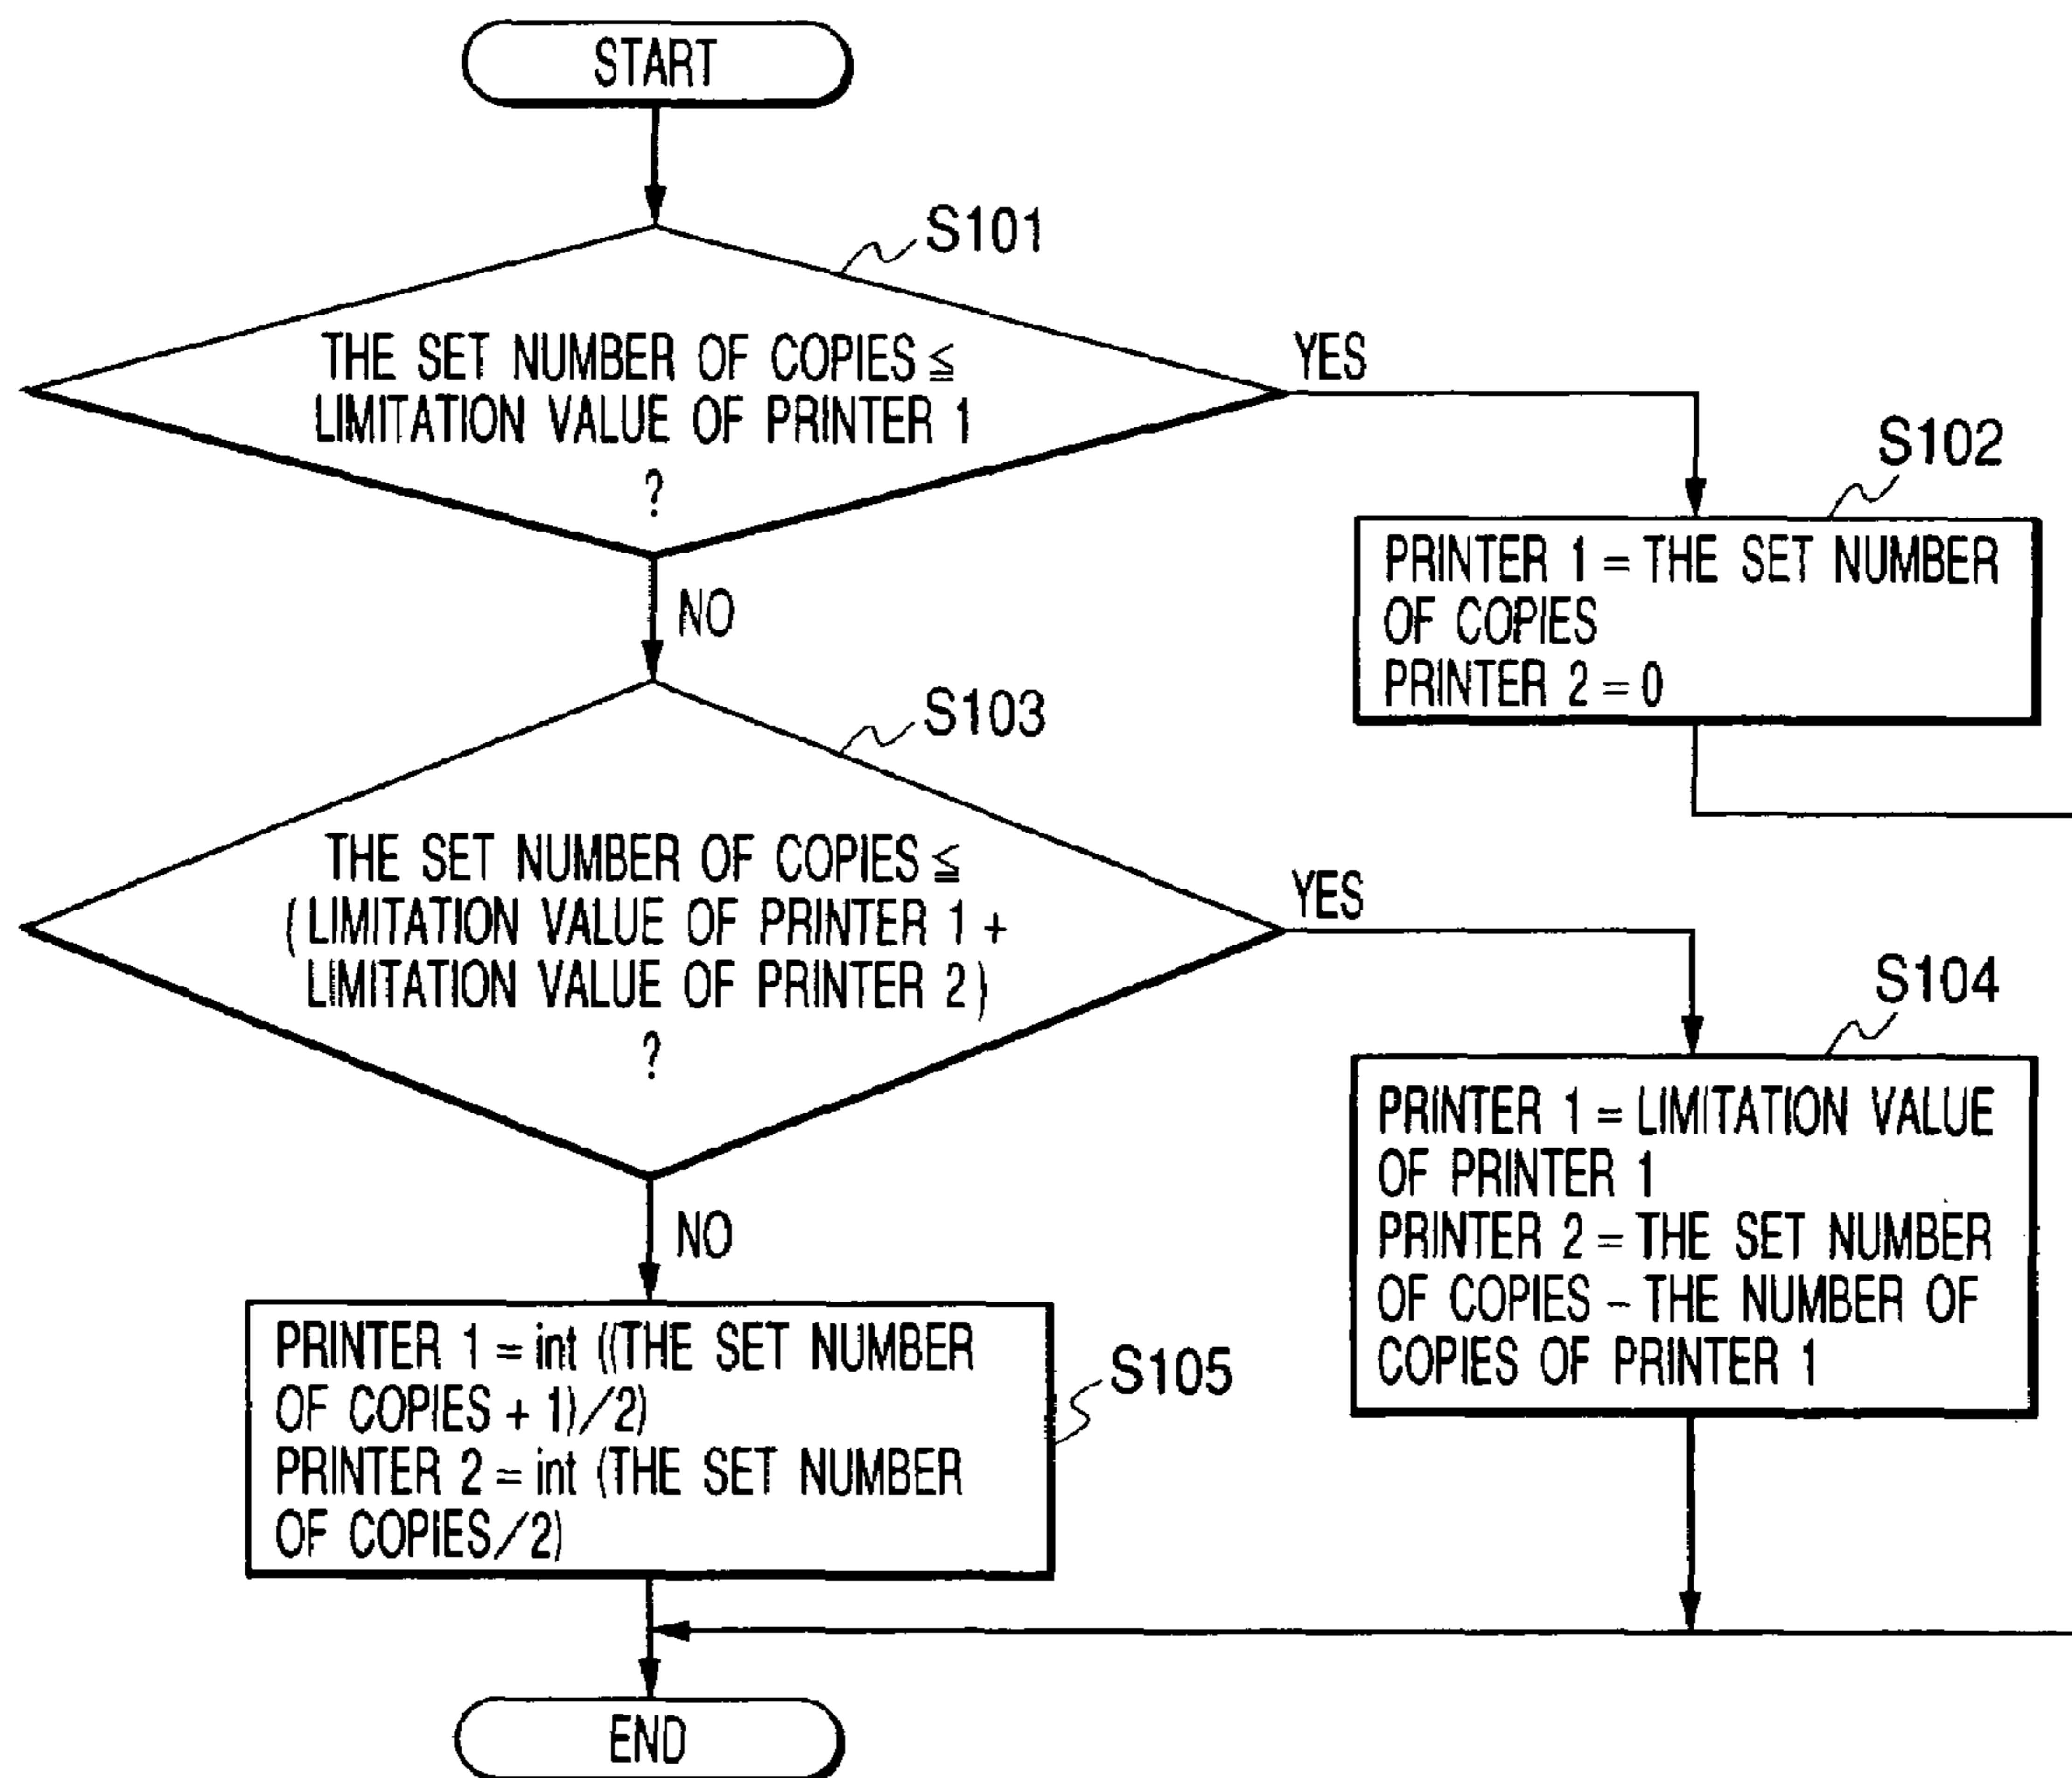 START
S101
THE SET NUMBER OF COPIES ≦
LIMITATION VALUE OF PRINTER 1
?
YES
S102
PRINTER 1 = THE SET NUMBER
OF COPIES
PRINTER 2 = 0
NO
S103
THE SET NUMBER OF COPIES ≦
(LIMITATION VALUE OF PRINTER 1 +
LIMITATION VALUE OF PRINTER 2)
?
YES
S104
PRINTER 1 = LIMITATION VALUE
OF PRINTER 1
PRINTER 2 = THE SET NUMBER
OF COPIES – THE NUMBER OF
COPIES OF PRINTER 1
NO
PRINTER 1 = int ((THE SET NUMBER
OF COPIES + 1)/2)
PRINTER 2 = int (THE SET NUMBER
OF COPIES/2)
S105
END